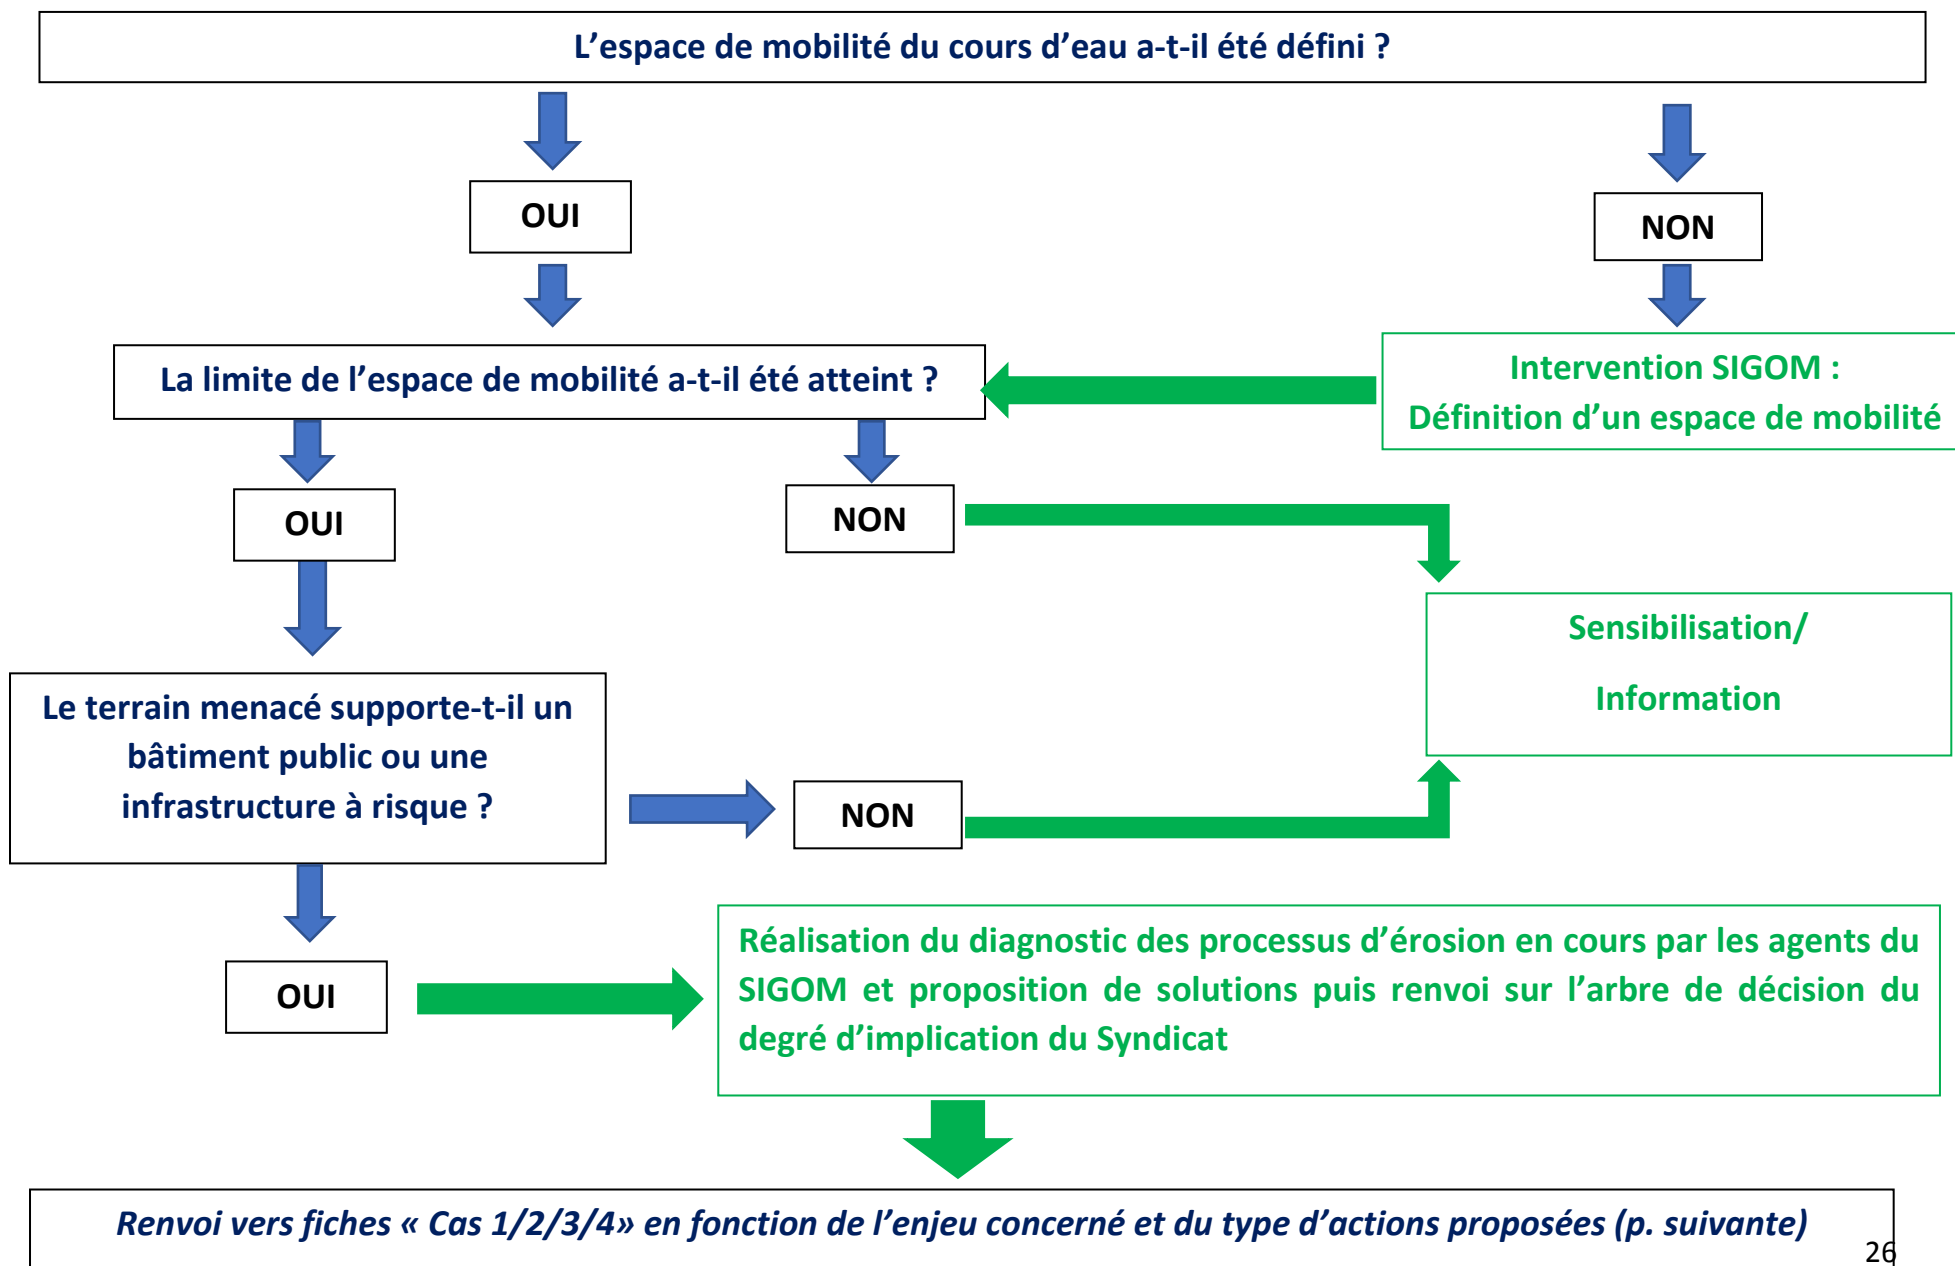 L’espace de mobilité du cours d’eau a-t-il été défini ?
OUI
NON
La limite de l’espace de mobilité a-t-il été atteint ?
Intervention SIGOM :
Définition d’un espace de mobilité
OUI
NON
Sensibilisation/
Information
Le terrain menacé supporte-t-il un
bâtiment public ou une
infrastructure à risque ?
NON
OUI
Réalisation du diagnostic des processus d’érosion en cours par les agents du
SIGOM et proposition de solutions puis renvoi sur l’arbre de décision du
degré d’implication du Syndicat
Renvoi vers fiches « Cas 1/2/3/4» en fonction de l’enjeu concerné et du type d’actions proposées (p. suivante)
26